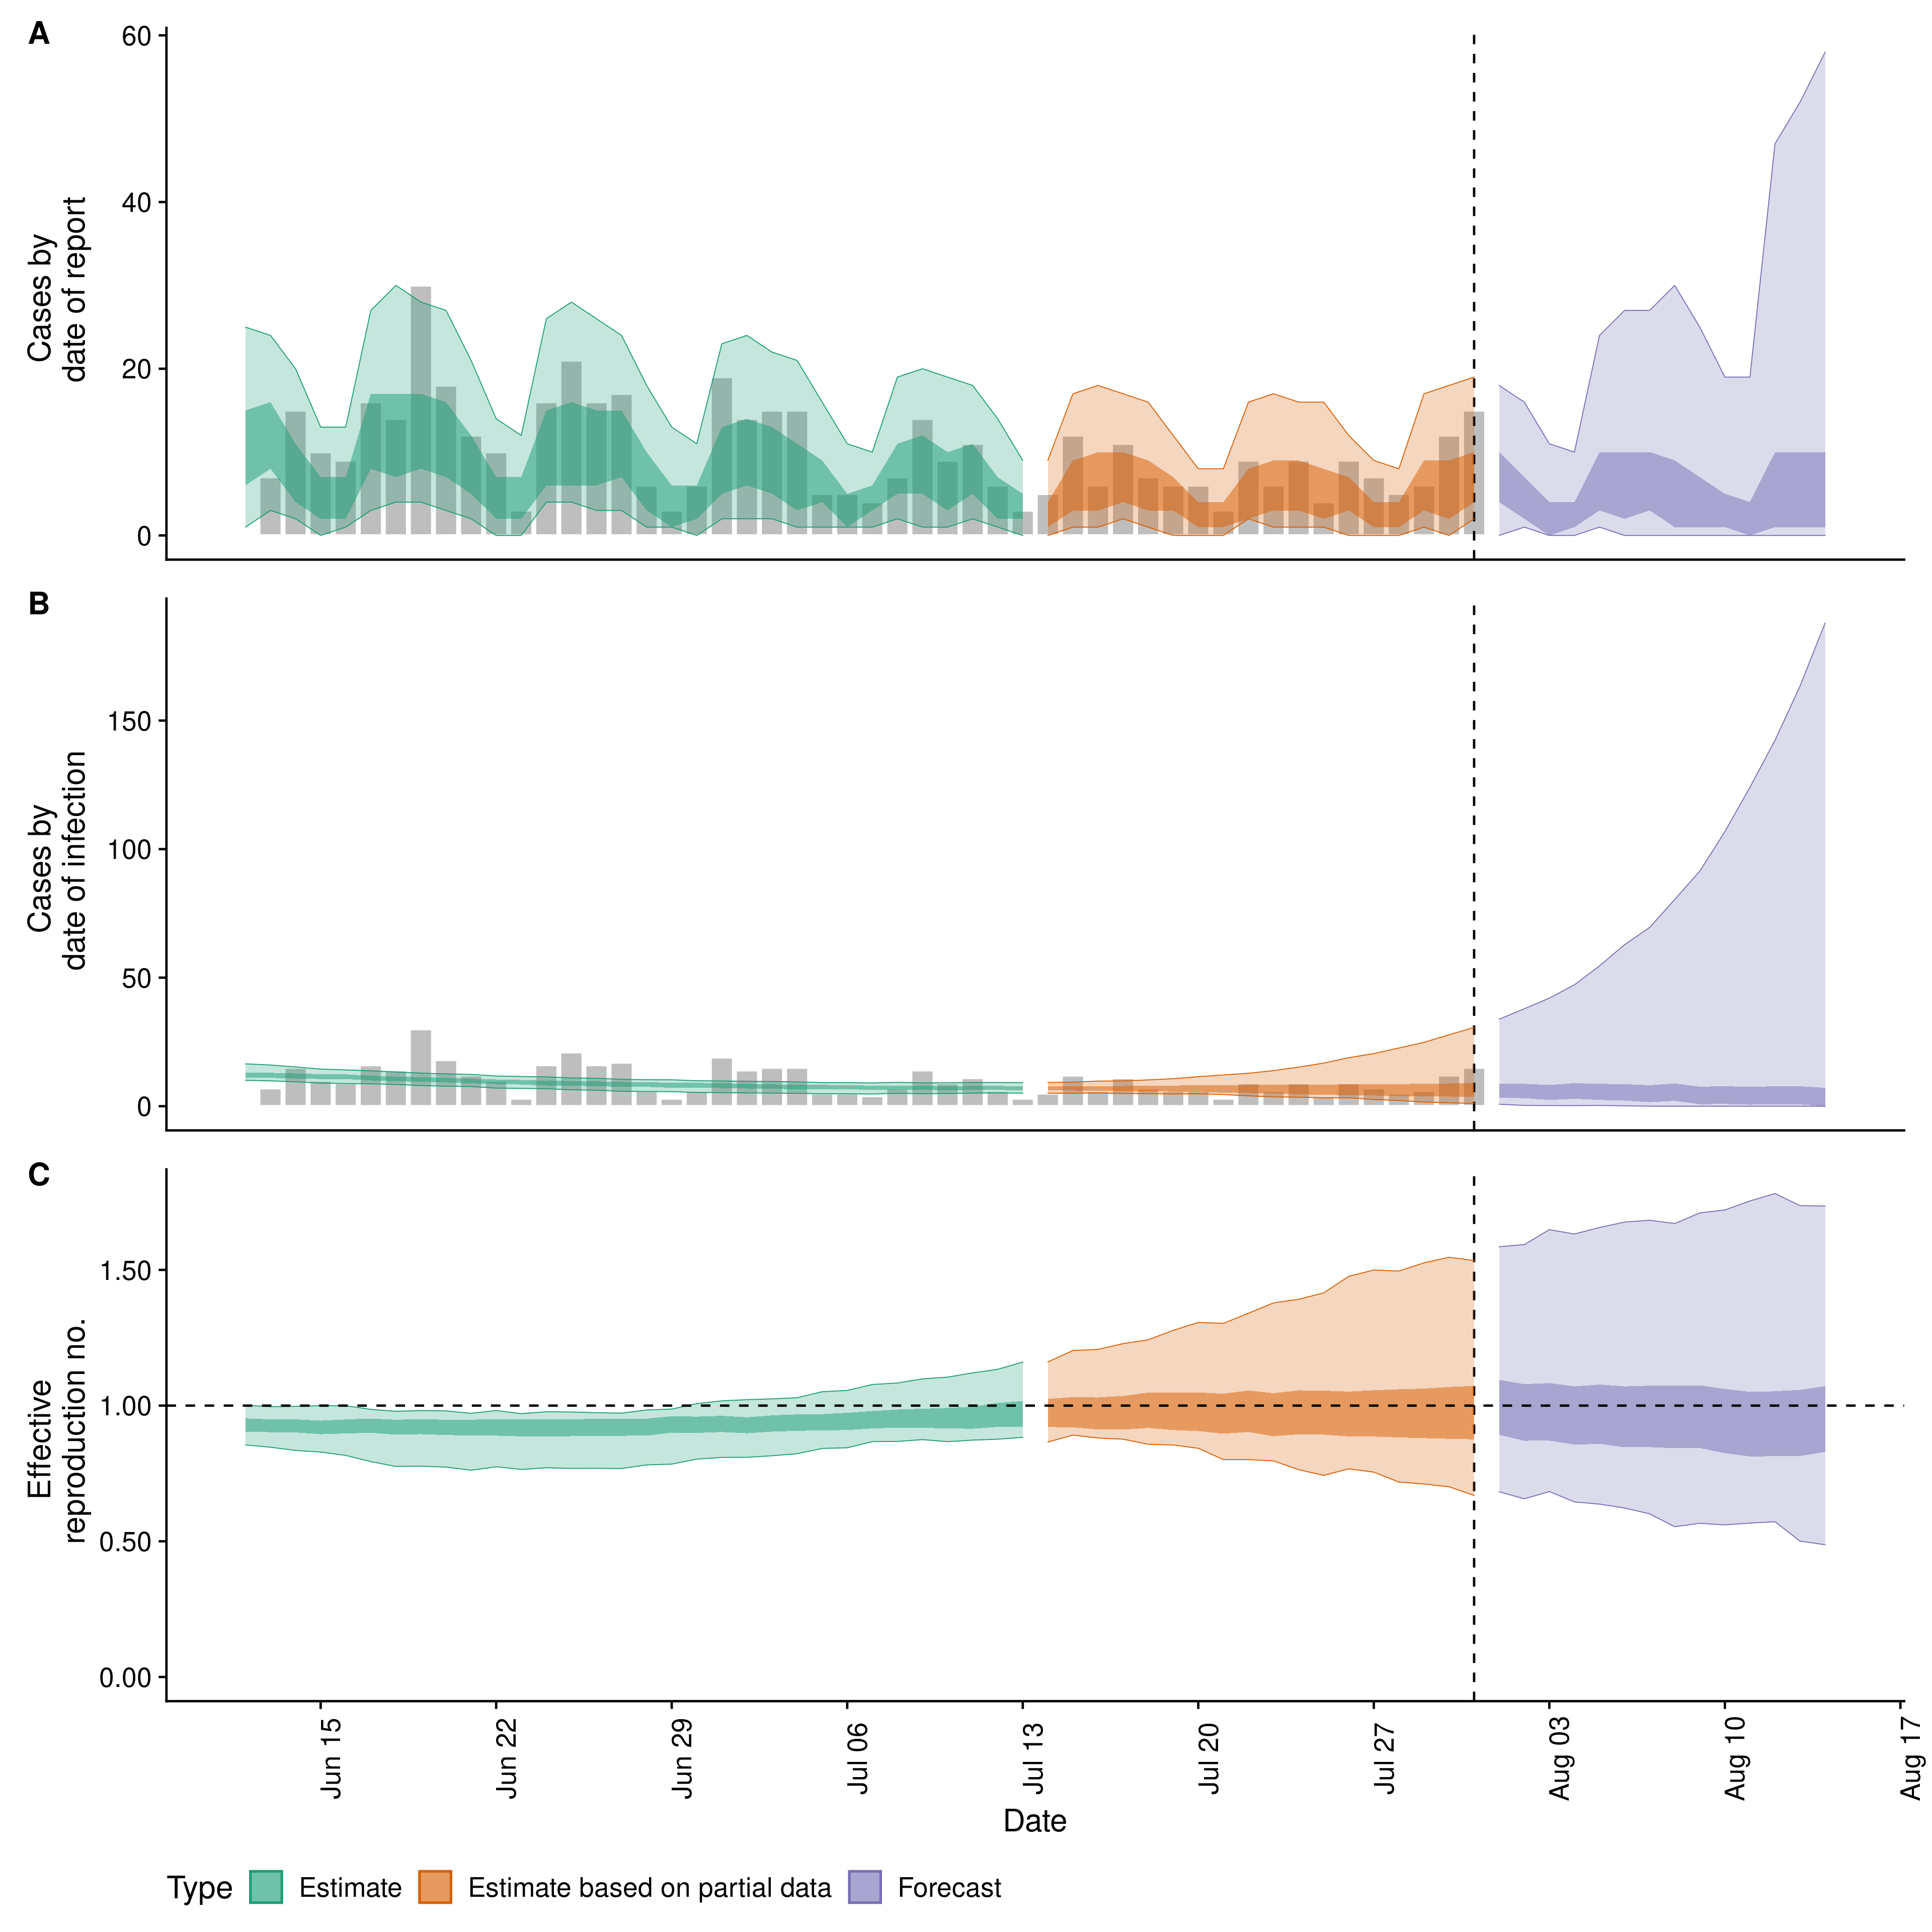 A
60
40
20
0
Cases by
date of report
B
150
100
50
0
Cases by
date of infection
C
1.50
1.00
0.50
0.00
Effective
reproduction no.
Jun 15
Jun 22
Jun 29
Jul 06
Jul 13
Jul 20
Jul 27
Aug 03
Aug 10
Aug 17
Date
Type Estimate Estimate based on partial data Forecast